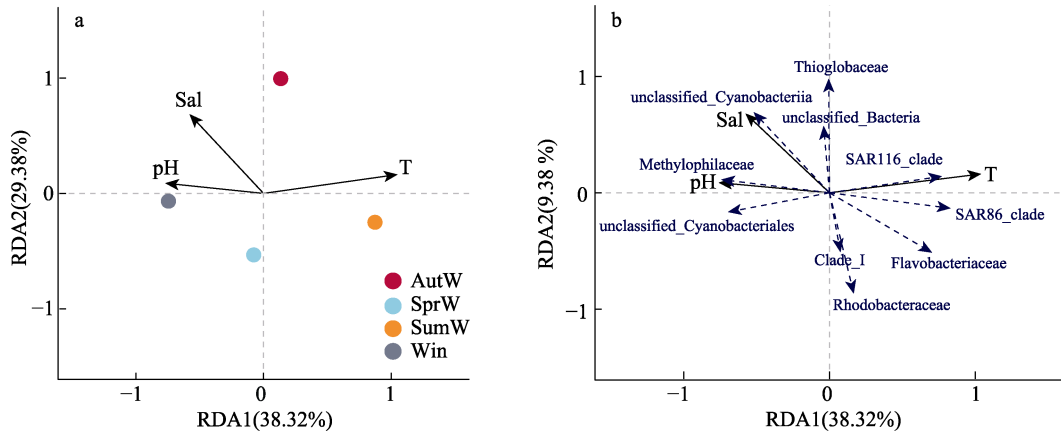 a
1
Sal
pH
T
0
RDA2(29.38%)
AutW
SprW
SumW
Win
−1
−1
0
1
RDA1(38.32%)
b
Thioglobaceae
1
unclassified_Cyanobacteriia
Sal
unclassified_Bacteria
Methylophilaceae
SAR116_clade
pH
T
0
RDA2(9.38 %)
unclassified_Cyanobacteriales
SAR86_clade
Clade_I
Flavobacteriaceae
Rhodobacteraceae
−1
−1
0
1
RDA1(38.32%)